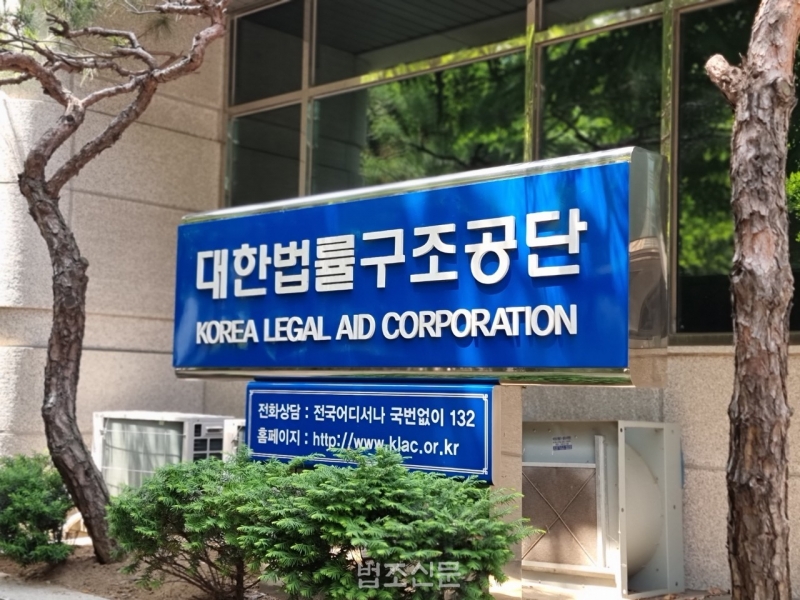 대한법률구조공단
KOREA LEGAL AID CORPORATION
전화상담 : 전국어디서나 국번없이 132
홈페이지 : http://www.klac.or.kr
법조신문